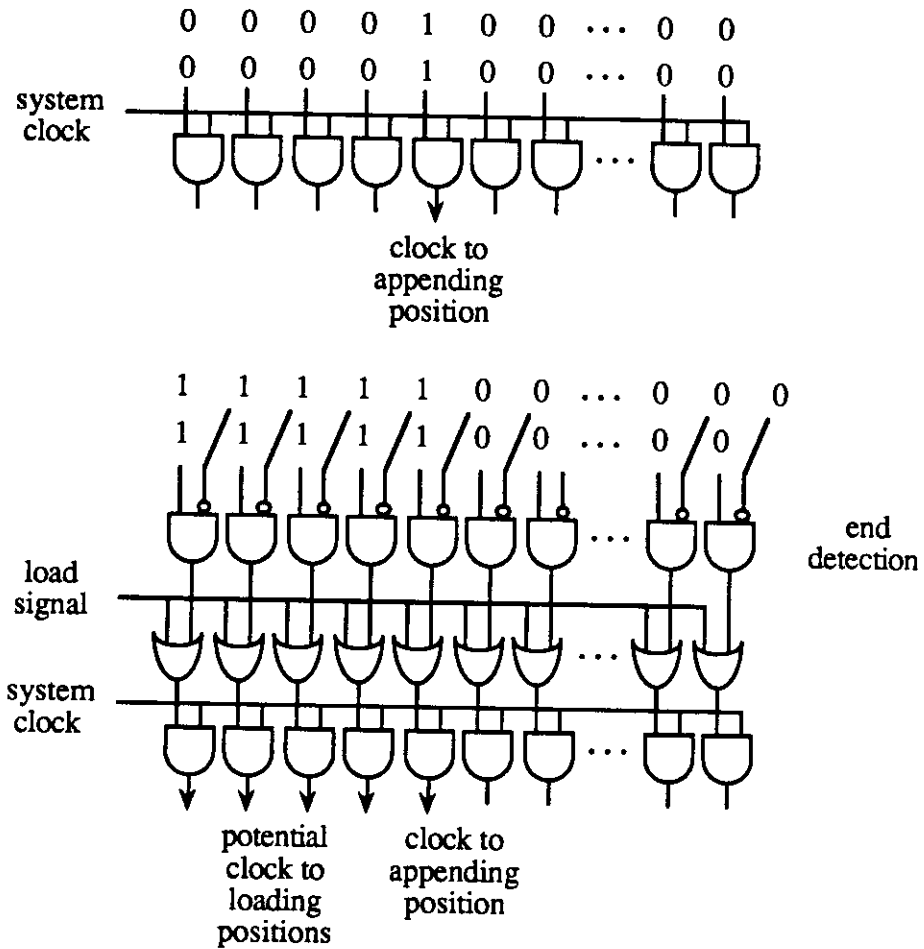 0 0 0 0 1 0 0 ... 0 0
0 0 0 0 1 0 0 ... 0 0
system
clock
...
clock to
appending
position
1 1 1 1 1 0 0 ... 0 0 0
1 1 1 1 1 0 0 ... 0 0
...
end
detection
load
signal
...
system
clock
...
potential
clock to
loading
positions
clock to
appending
position